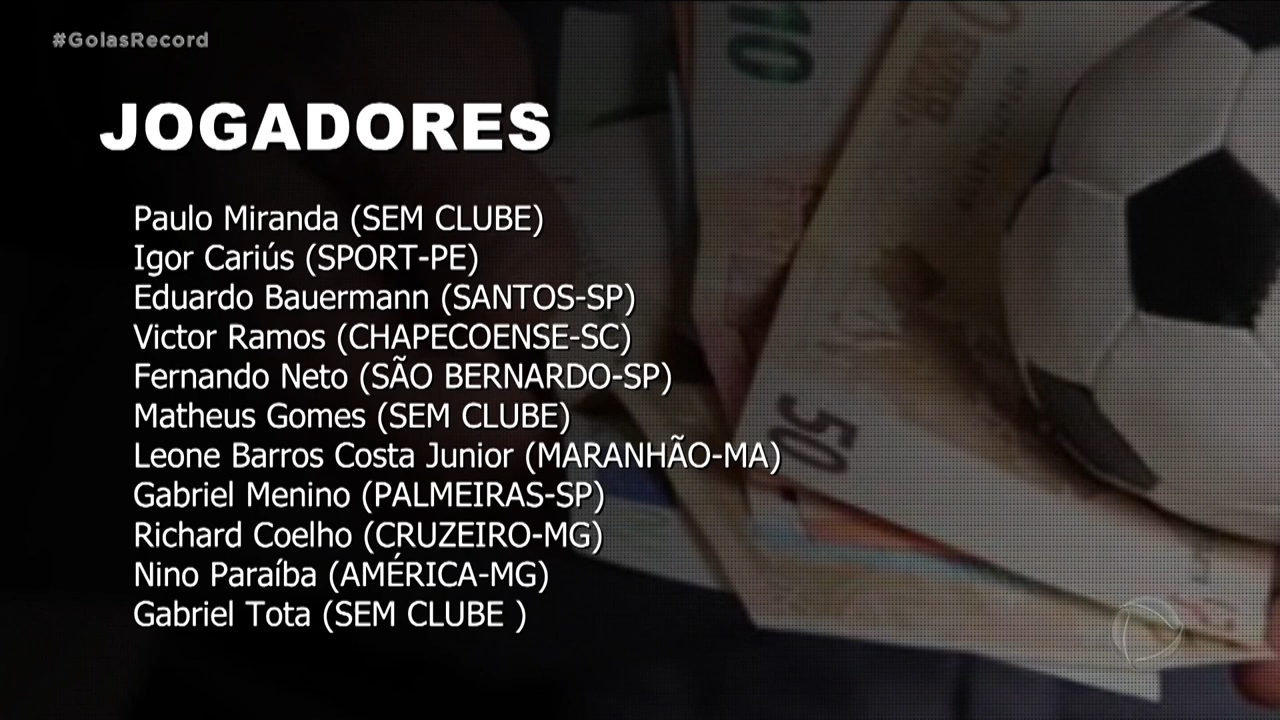 #GolasRecord
JOGADORES
Paulo Miranda (SEM CLUBE)
Igor Cariús (SPORT-PE)
Eduardo Bauermann (SANTOS-SP)
Victor Ramos (CHAPECOENSE-SC)
Fernando Neto (SÃO BERNARDO-SP)
Matheus Gomes (SEM CLUBE)
Leone Barros Costa Junior (MARANHÃO-MA)
Gabriel Menino (PALMEIRAS-SP)
Richard Coelho (CRUZEIRO-MG)
Nino Paraíba (AMÉRICA-MG)
Gabriel Tota (SEM CLUBE )
10
50